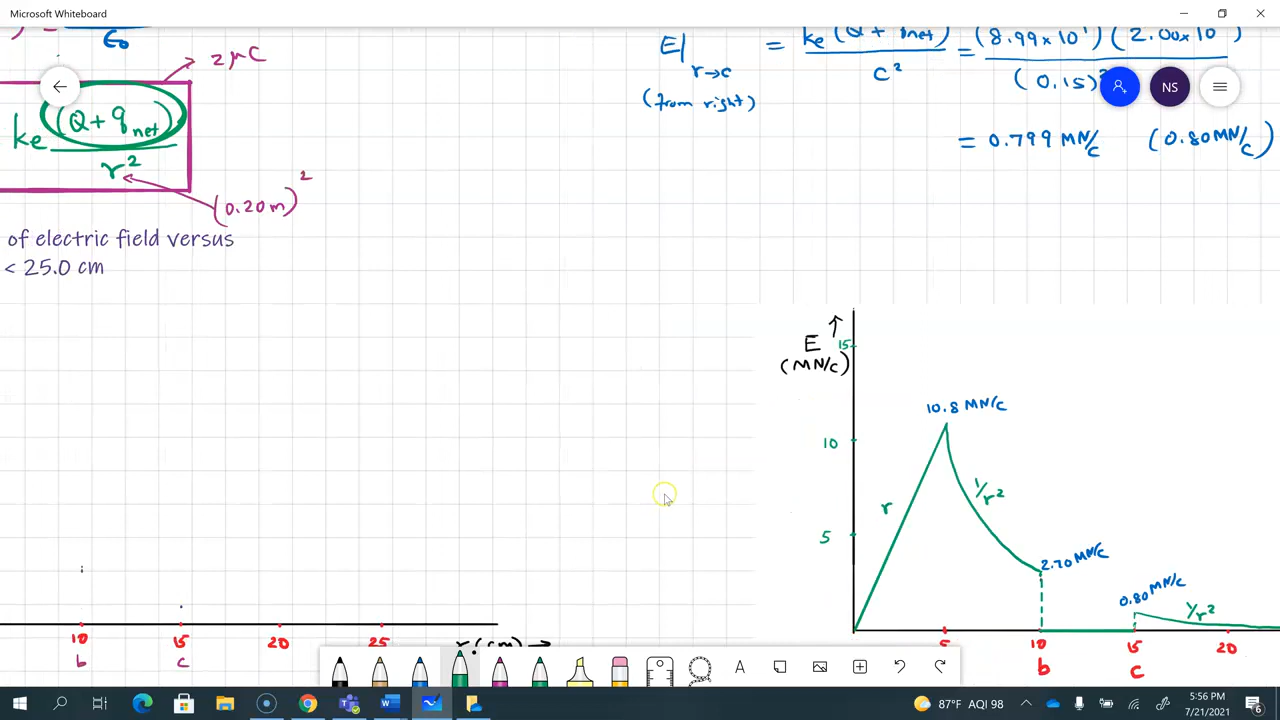 Microsoft Whiteboard
) = —— ε₀
2 μC
ke (Q + q net) / r²
(0.20 m)²
of electric field versus
< 25.0 cm
10 15 20 25 r (cm) →
b c
E| r→c = ke (Q + qnet) / c² = (8.99 × 10 ) (2.00 × 10 ) / (0.15)²
(from right)
= 0.799 MN/C (0.80 MN/C)
NS
E ↑
(MN/C)
15
10.8 MN/C
10
1/r²
r
5
2.70 MN/C
0.80 MN/C
1/r²
5 10 15 20
b c
A
87°F AQI 98
5:56 PM
7/21/2021
6